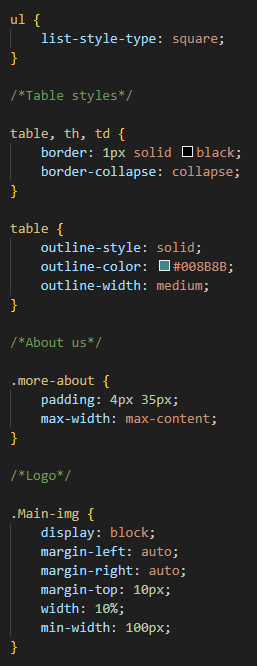 ul {
    list-style-type: square;
}

/*Table styles*/

table, th, td {
    border: 1px solid black;
    border-collapse: collapse;
}

table {
    outline-style: solid;
    outline-color: #008B8B;
    outline-width: medium;
}

/*About us*/

.more-about {
    padding: 4px 35px;
    max-width: max-content;
}

/*Logo*/

.Main-img {
    display: block;
    margin-left: auto;
    margin-right: auto;
    margin-top: 10px;
    width: 10%;
    min-width: 100px;
}